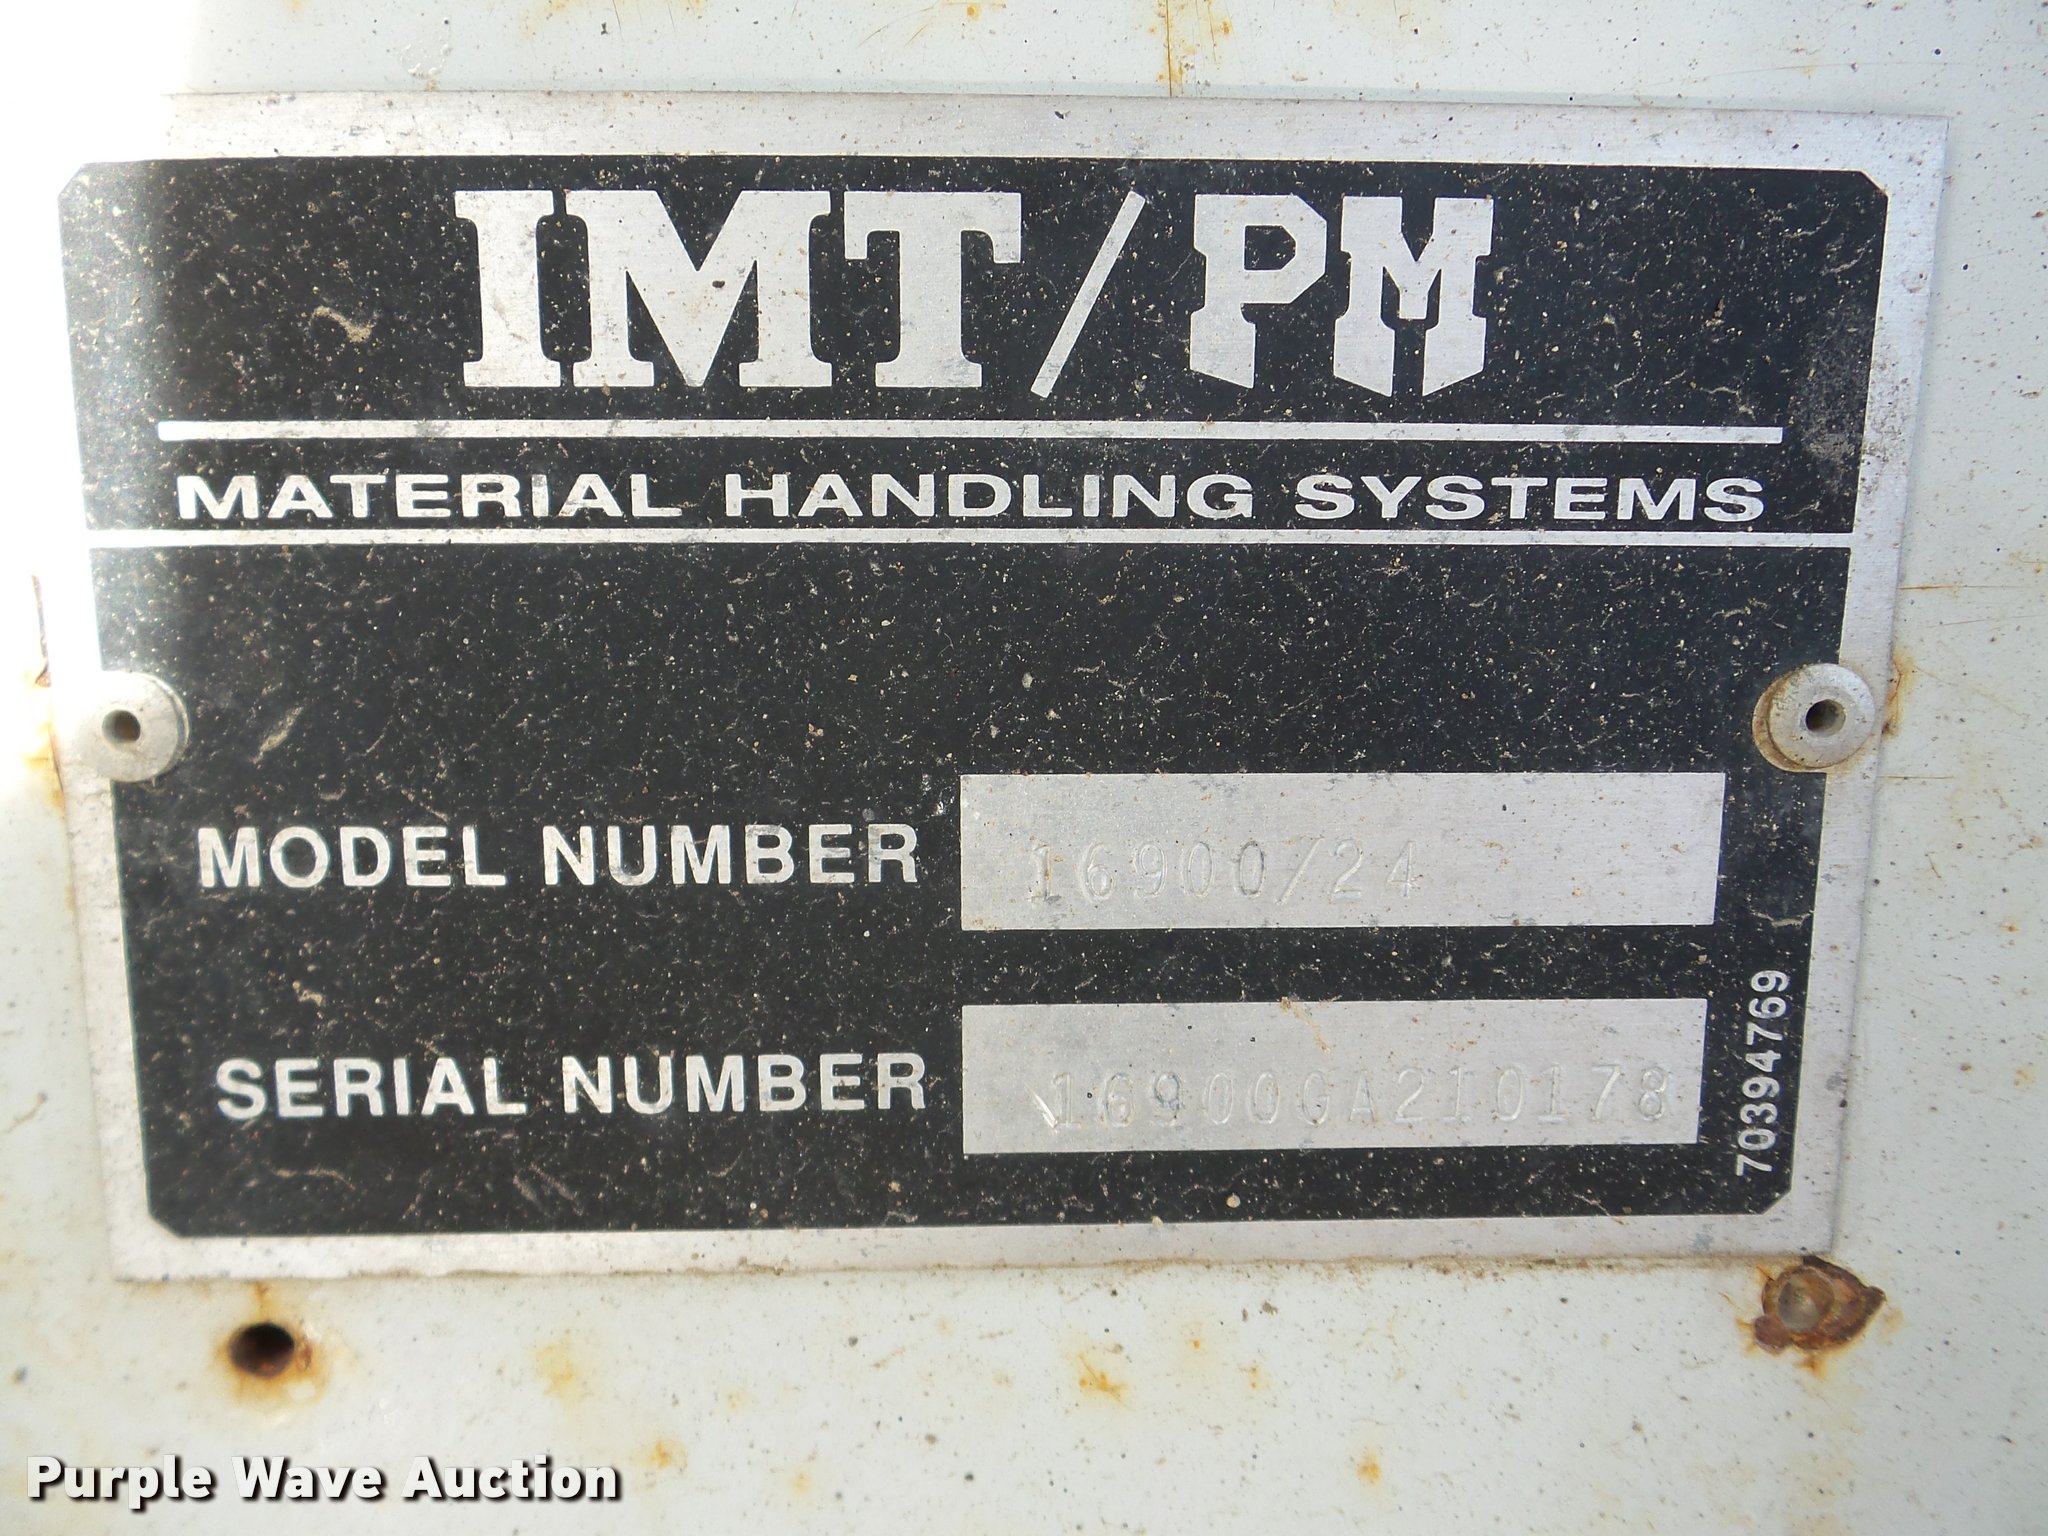 IMT/PM
MATERIAL HANDLING SYSTEMS
MODEL NUMBER 16900/24
SERIAL NUMBER 16900GA210178
70394769
Purple Wave Auction